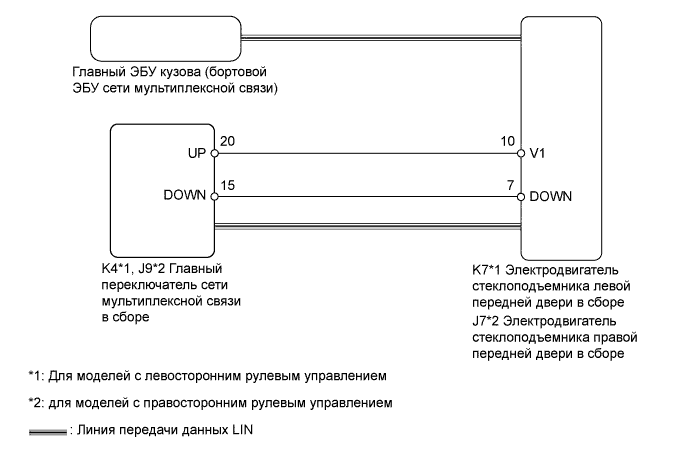 Главный ЭБУ кузова (бортовой
ЭБУ сети мультиплексной связи)
20
10
UP
V1
15
7
DOWN
DOWN
K4*1, J9*2 Главный
переключатель сети
мультиплексной связи
в сборе
K7*1 Электродвигатель
стеклоподъемника левой
передней двери в сборе
J7*2 Электродвигатель
стеклоподъемника правой
передней двери в сборе
*1: Для моделей с левосторонним рулевым управлением
*2: для моделей с правосторонним рулевым управлением
: Линия передачи данных LIN